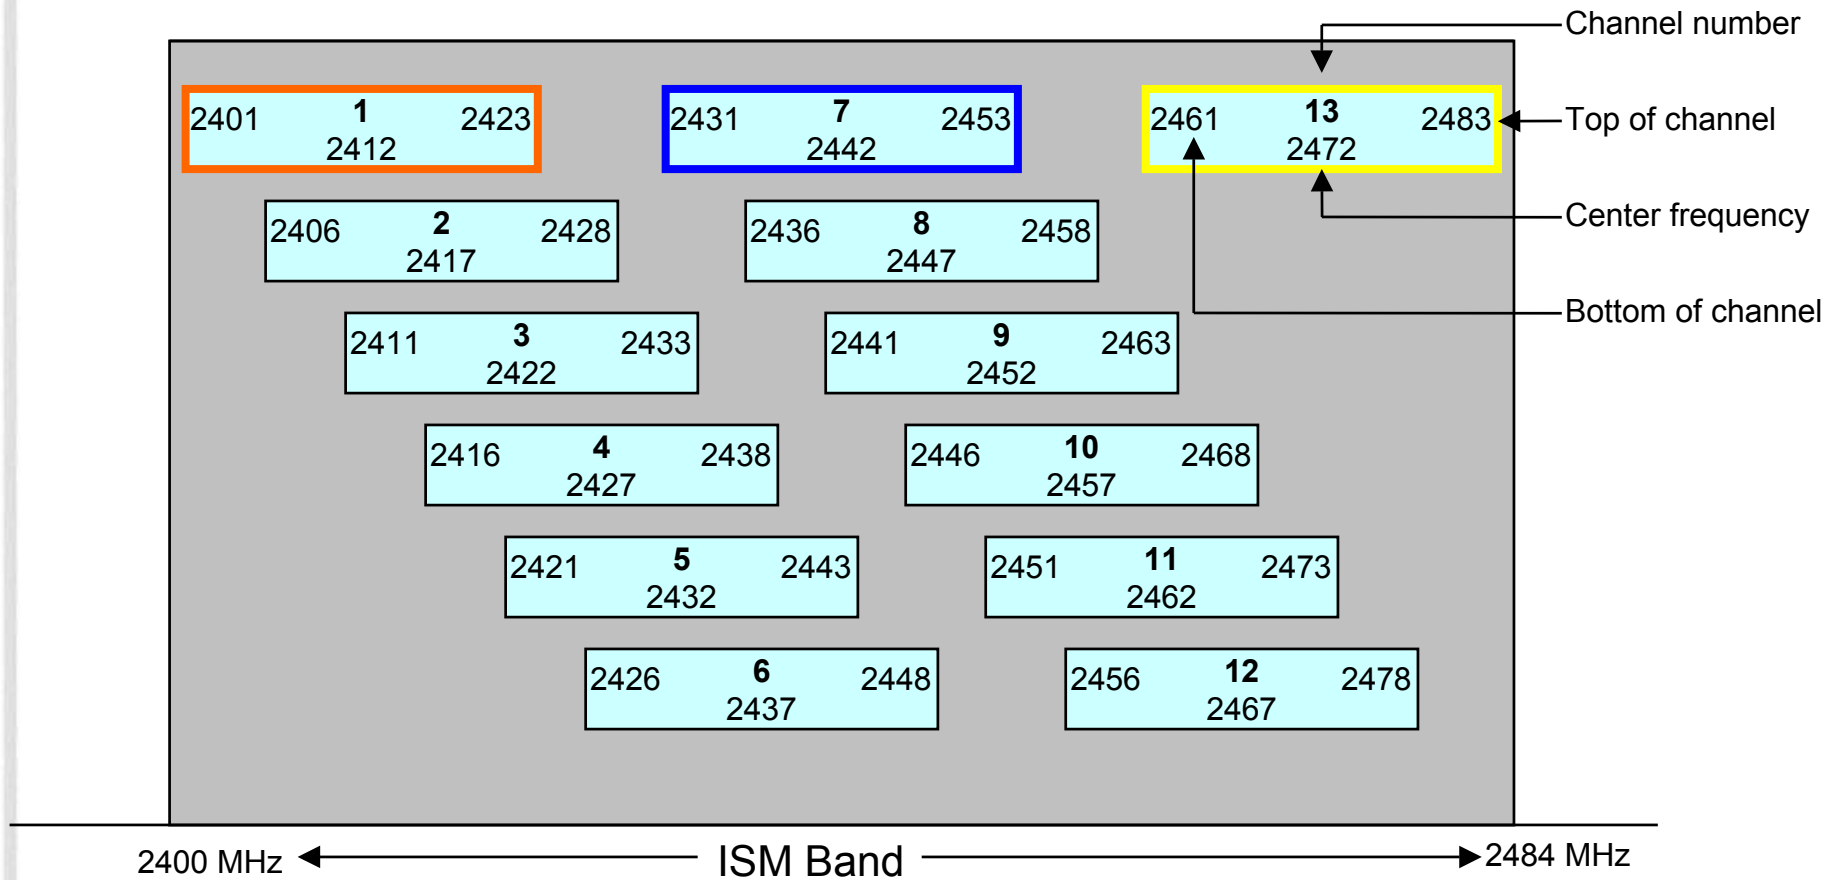 Channel number
2401 1 2423
2412
2431 7 2453
2442
2461 13 2483
2472
Top of channel
2406 2 2428
2417
2436 8 2458
2447
Center frequency
2411 3 2433
2422
2441 9 2463
2452
Bottom of channel
2416 4 2438
2427
2446 10 2468
2457
2421 5 2443
2432
2451 11 2473
2462
2426 6 2448
2437
2456 12 2478
2467
2400 MHz ISM Band 2484 MHz